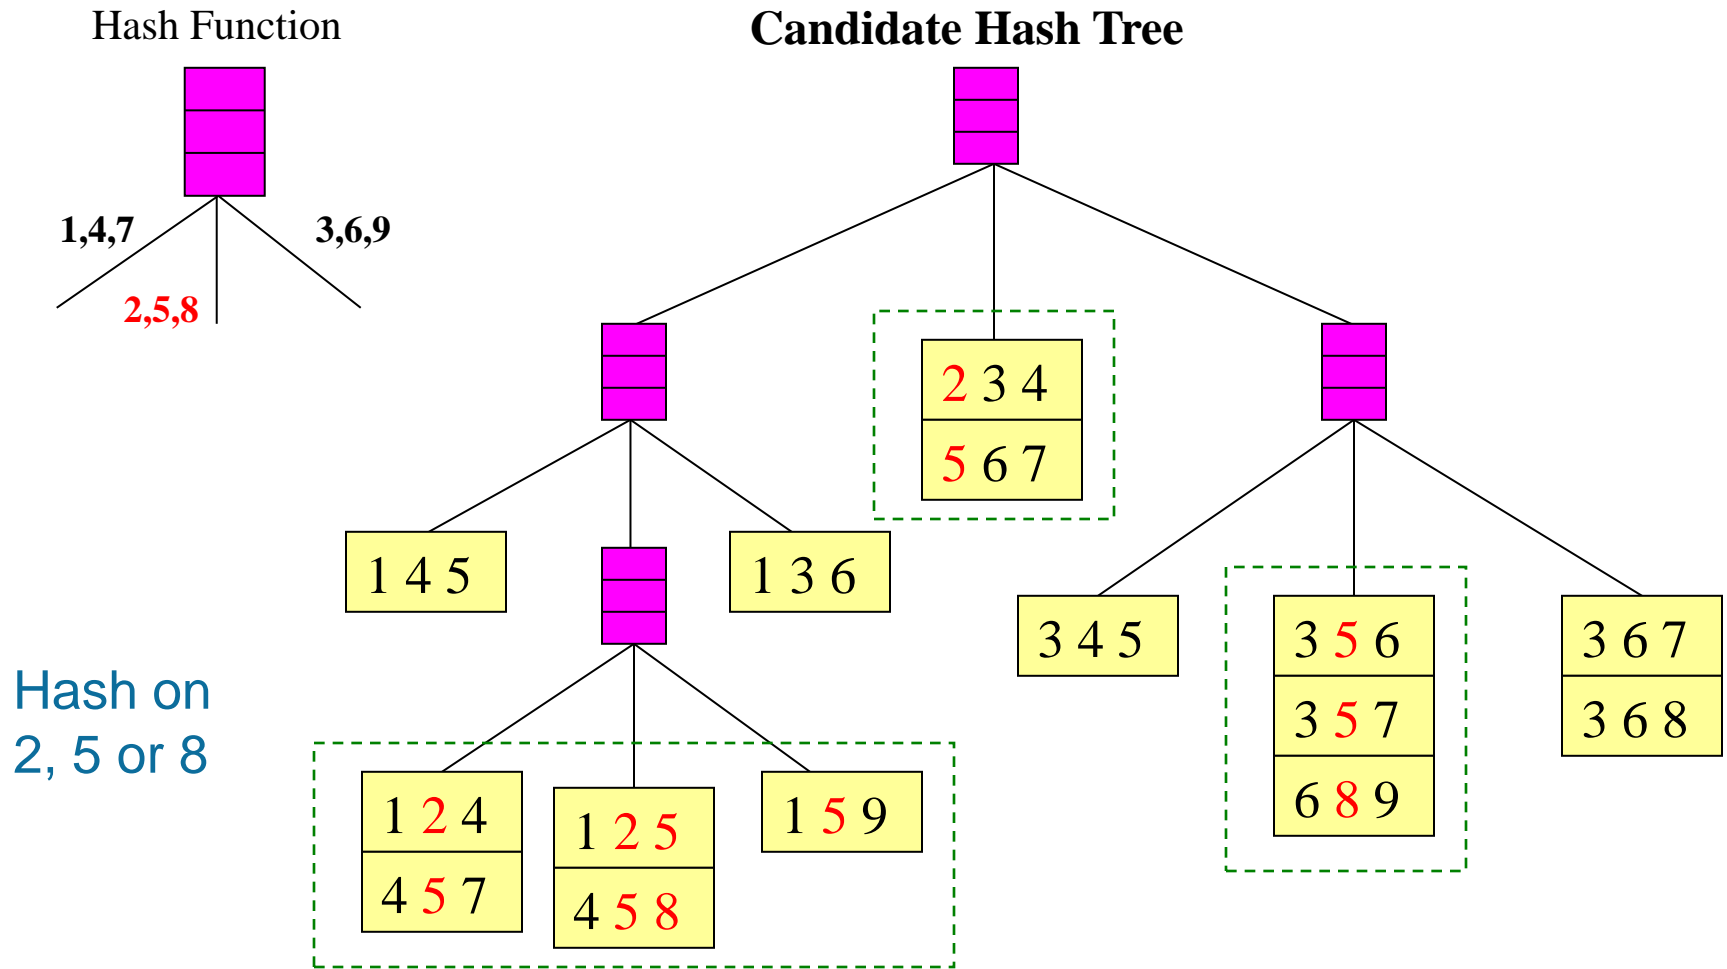 Hash Function
Candidate Hash Tree
1,4,7
3,6,9
2,5,8
2 3 4
5 6 7
1 4 5
1 3 6
3 4 5
3 5 6
3 5 7
6 8 9
3 6 7
3 6 8
Hash on
2, 5 or 8
1 2 4
4 5 7
1 2 5
4 5 8
1 5 9